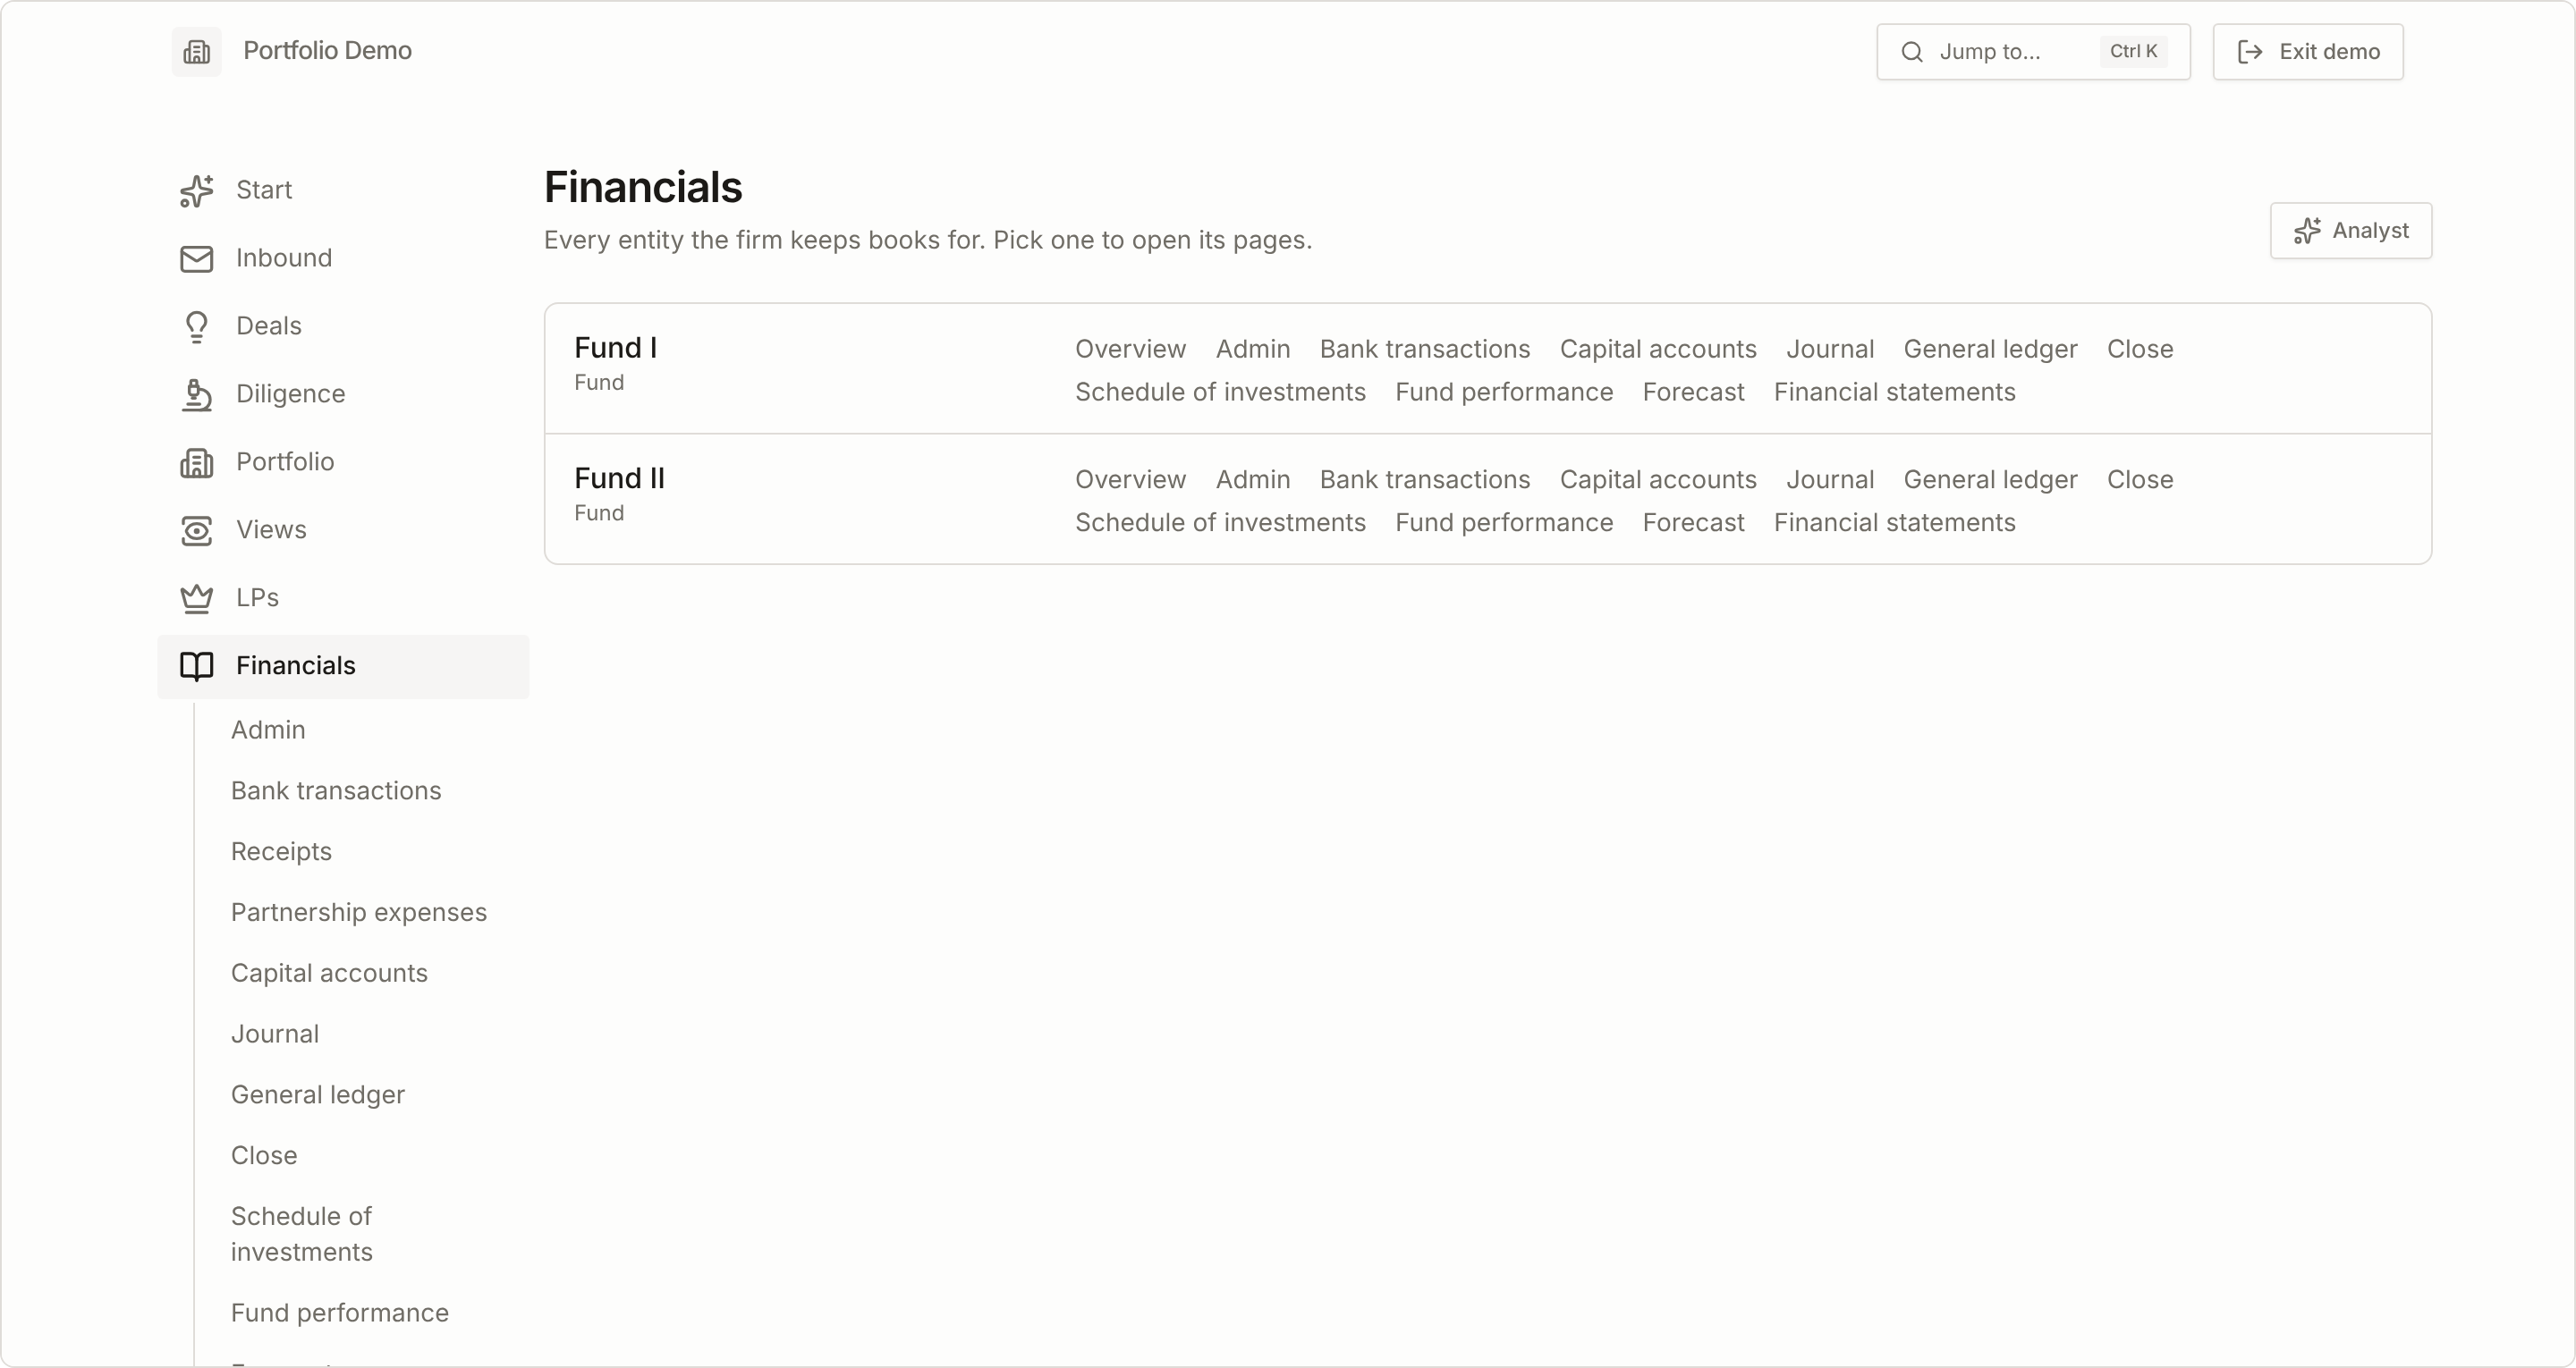 Portfolio Demo
Jump to...
Ctrl K
Exit demo
Start
Inbound
Deals
Diligence
Portfolio
Views
LPs
Financials
Admin
Bank transactions
Receipts
Partnership expenses
Capital accounts
Journal
General ledger
Close
Schedule of
investments
Fund performance
Financials
Every entity the firm keeps books for. Pick one to open its pages.
Analyst
Fund I
Fund
Overview Admin Bank transactions Capital accounts Journal General ledger Close
Schedule of investments Fund performance Forecast Financial statements
Fund II
Fund
Overview Admin Bank transactions Capital accounts Journal General ledger Close
Schedule of investments Fund performance Forecast Financial statements